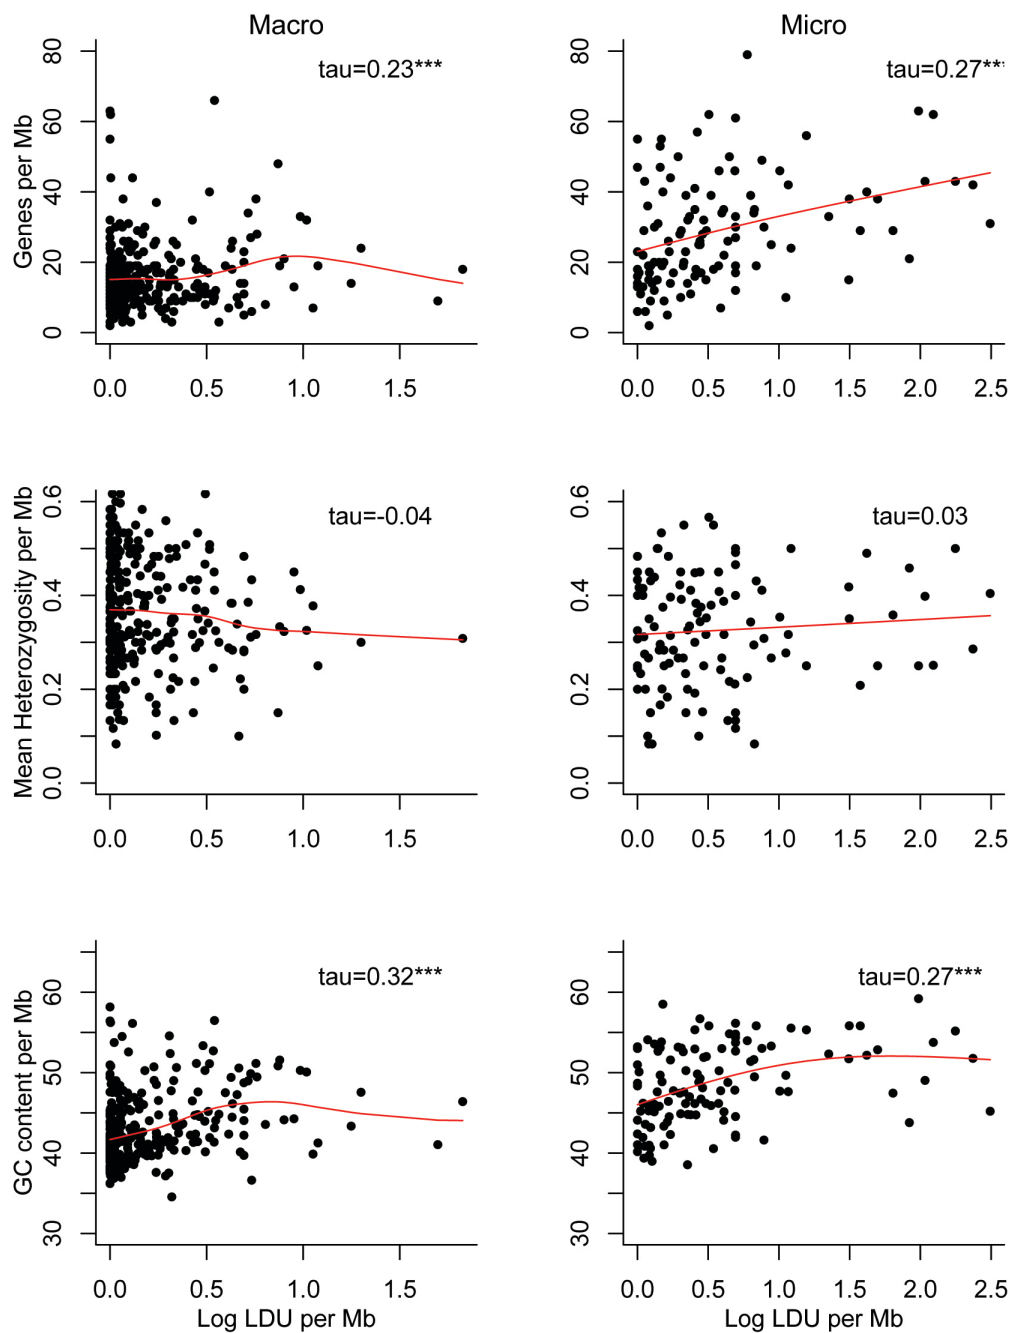 Macro
Micro
tau=0.23***
tau=0.27***
Genes per Mb
0 20 40 60 80
0.0 0.5 1.0 1.5
0 20 40 60 80
0.0 0.5 1.0 1.5 2.0 2.5
tau=-0.04
tau=0.03
Mean Heterozygosity per Mb
0.0 0.2 0.4 0.6
0.0 0.5 1.0 1.5
0.0 0.2 0.4 0.6
0.0 0.5 1.0 1.5 2.0 2.5
tau=0.32***
tau=0.27***
GC content per Mb
30 40 50 60
0.0 0.5 1.0 1.5
Log LDU per Mb
30 40 50 60
0.0 0.5 1.0 1.5 2.0 2.5
Log LDU per Mb